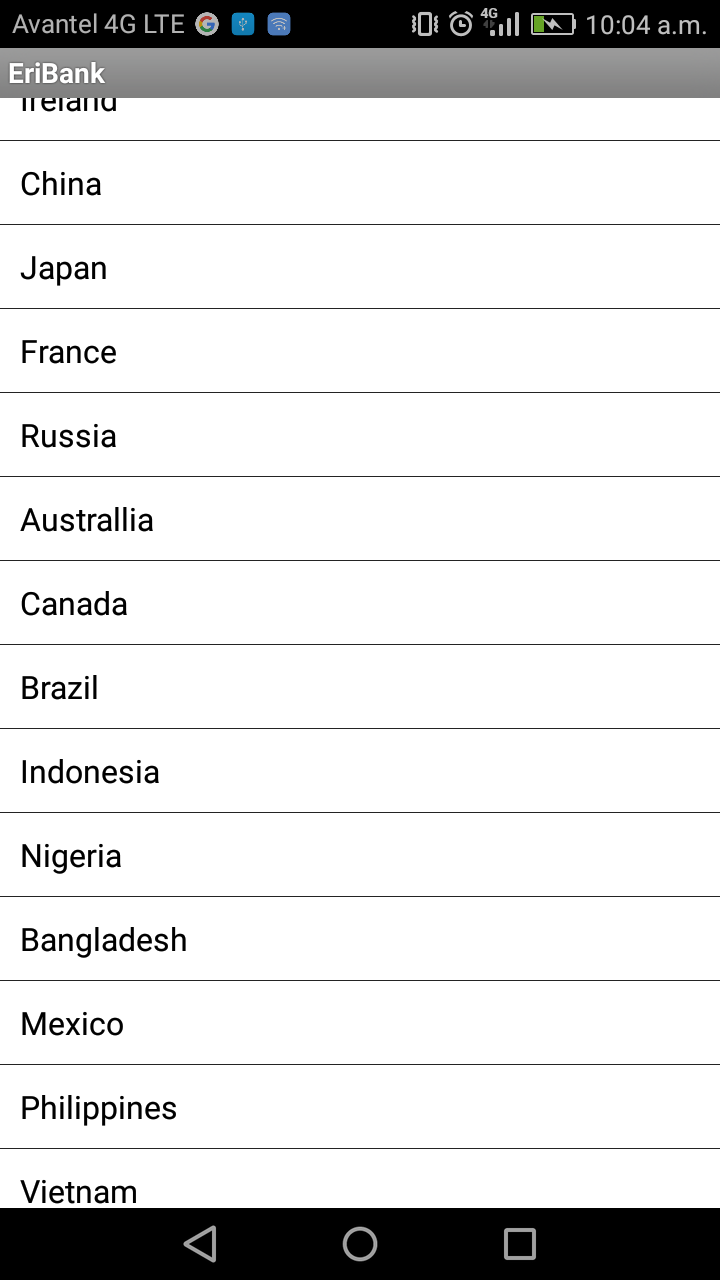 Avantel 4G LTE 4G 10:04 a.m.
EriBank
Ireland
China
Japan
France
Russia
Australlia
Canada
Brazil
Indonesia
Nigeria
Bangladesh
Mexico
Philippines
Vietnam